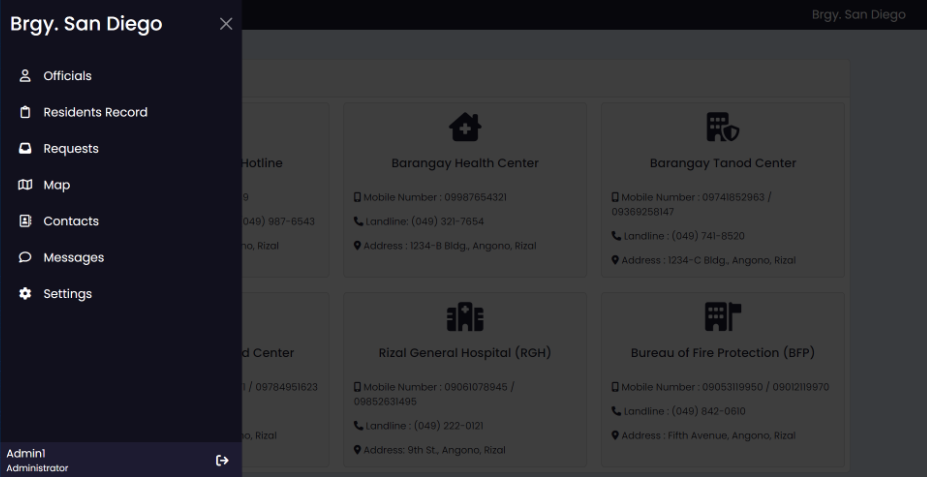 Brgy. San Diego
Officials
Residents Record
Requests
Map
Contacts
Messages
Settings
Admin1
Administrator
Brgy. San Diego
Hotline
9
049) 987-6543
no, Rizal
Barangay Health Center
Mobile Number : 09987654321
Landline: (049) 321-7654
Address : 1234-B Bldg., Angono, Rizal
Barangay Tanod Center
Mobile Number : 09741852963 /
09369258147
Landline : (049) 741-8520
Address : 1234-C Bldg., Angono, Rizal
d Center
1 / 09784951623
no, Rizal
Rizal General Hospital (RGH)
Mobile Number : 09061078945 /
09852631495
Landline : (049) 222-0121
Address: 9th St., Angono, Rizal
Bureau of Fire Protection (BFP)
Mobile Number : 09053119950 / 09012119970
Landline : (049) 842-0610
Address : Fifth Avenue, Angono, Rizal